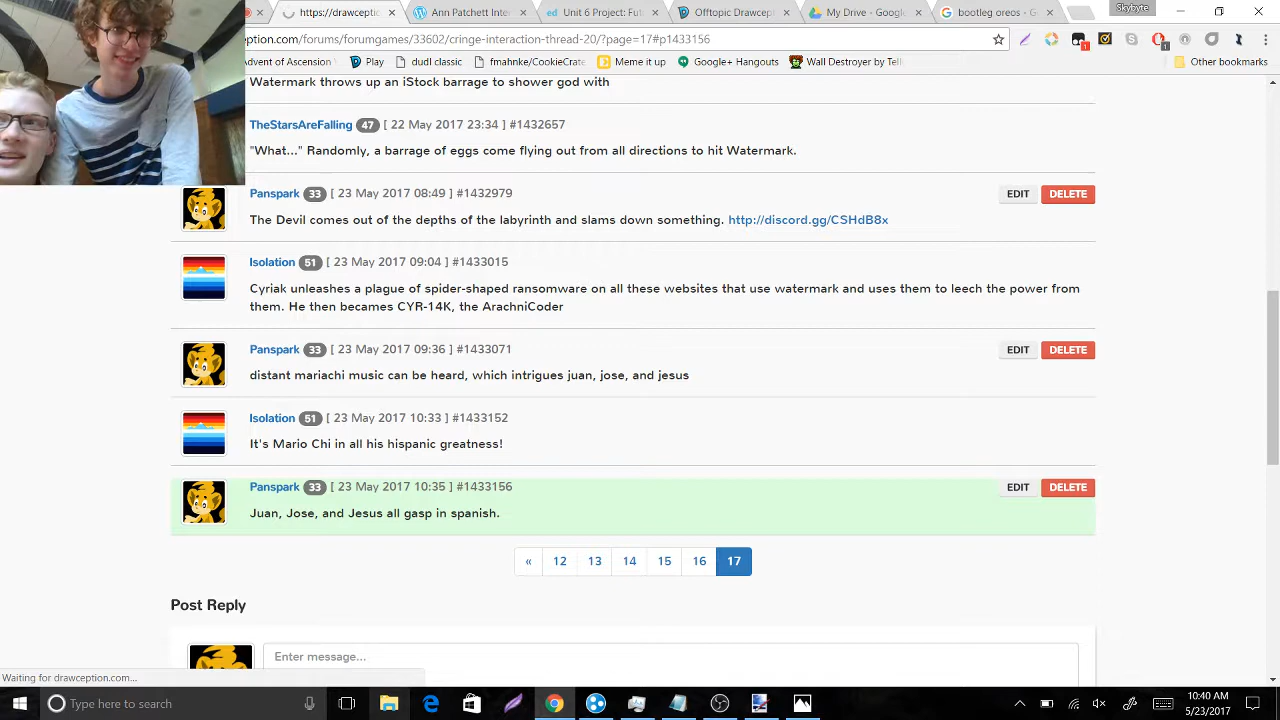 https://drawceptic
Ann Patchett Inte
Unit 6 Project: Fut
Offtopic Drawcept
My Drive - Google
bootleg oreos - G
Skybyte
ption.com/forums/forumgames/33602/cringe-interaction-thread-20/?page=17#p1433156
Advent of Ascension
Play
dudl classic
fmahnke/CookieCrate
Meme it up
Google+ Hangouts
Wall Destroyer by Tellu
Other bookmarks
Watermark throws up an iStock barrage to shower god with
TheStarsAreFalling 47 [ 22 May 2017 23:34 ] #1432657
"What..." Randomly, a barrage of eggs come flying out from all directions to hit Watermark.
Panspark 33 [ 23 May 2017 08:49 ] #1432979
EDIT DELETE
The Devil comes out of the depths of the labyrinth and slams down something. http://discord.gg/CSHdB8x
Isolation 51 [ 23 May 2017 09:04 ] #1433015
Cyriak unleashes a plague of spider-shaped ransomware on all thee websites that use watermark and uses them to leech the power from
them. He then becames CYR-14K, the ArachniCoder
Panspark 33 [ 23 May 2017 09:36 ] #1433071
EDIT DELETE
distant mariachi music can be heard, which intrigues juan, jose, and jesus
Isolation 51 [ 23 May 2017 10:33 ] #1433152
It's Mario Chi in all his hispanic greatness!
Panspark 33 [ 23 May 2017 10:35 ] #1433156
EDIT DELETE
Juan, Jose, and Jesus all gasp in spanish.
« 12 13 14 15 16 17
Post Reply
Enter message...
Waiting for drawception.com...
Type here to search
10:40 AM
5/23/2017